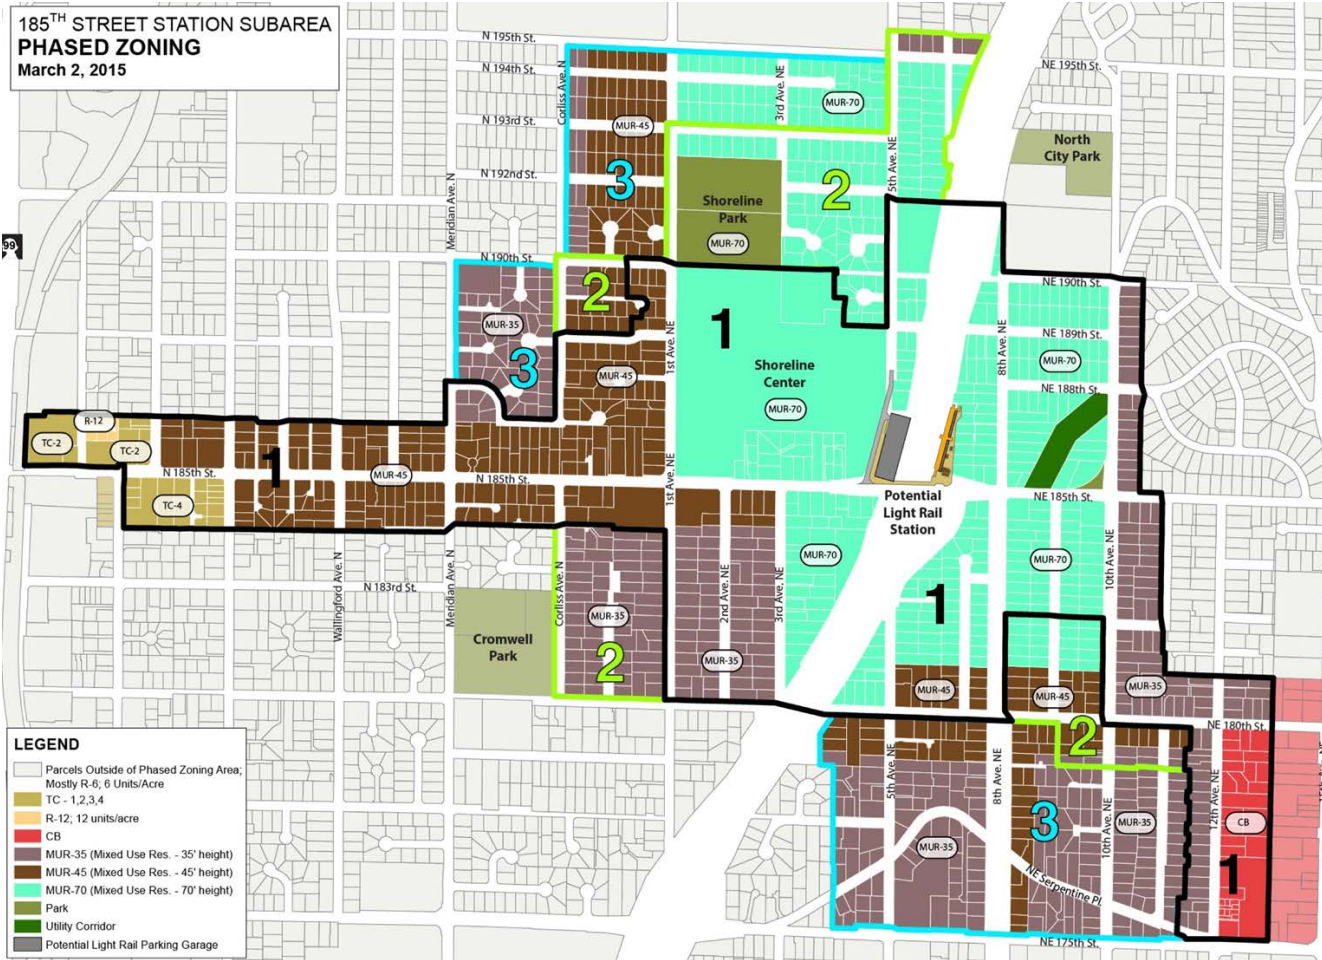 185TH STREET STATION SUBAREA
PHASED ZONING
March 2, 2015
N 195th St.
N 194th St.
N 193rd St.
N 192nd St.
N 190th St.
Corliss Ave. N
Meridian Ave. N
3rd Ave. NE
5th Ave. NE
NE 195th St.
MUR-70
MUR-45
North
City Park
3
2
Shoreline
Park
MUR-70
99
2
1
NE 190th St.
MUR-35
3
1st Ave. NE
8th Ave. NE
NE 189th St.
MUR-70
NE 188th St.
MUR-45
Shoreline
Center
MUR-70
R-12
TC-2
TC-2
1
N 185th St.
MUR-45
N 185th St.
1st Ave. NE
TC-4
NE 185th St.
Potential
Light Rail
Station
MUR-70
MUR-70
10th Ave. NE
Wallingford Ave. N
Meridian Ave. N
N 183rd St.
Corliss Ave. N
2nd Ave. NE
3rd Ave. NE
1
MUR-35
Cromwell
Park
2
MUR-35
MUR-45
MUR-45
MUR-35
2
NE 180th St.
5th Ave. NE
8th Ave. NE
10th Ave. NE
12th Ave. NE
3
MUR-35
CB
MUR-35
1
NE Serpentine Pl.
NE 175th St.
LEGEND
Parcels Outside of Phased Zoning Area;
Mostly R-6; 6 Units/Acre
TC - 1,2,3,4
R-12; 12 units/acre
CB
MUR-35 (Mixed Use Res. - 35' height)
MUR-45 (Mixed Use Res. - 45' height)
MUR-70 (Mixed Use Res. - 70' height)
Park
Utility Corridor
Potential Light Rail Parking Garage